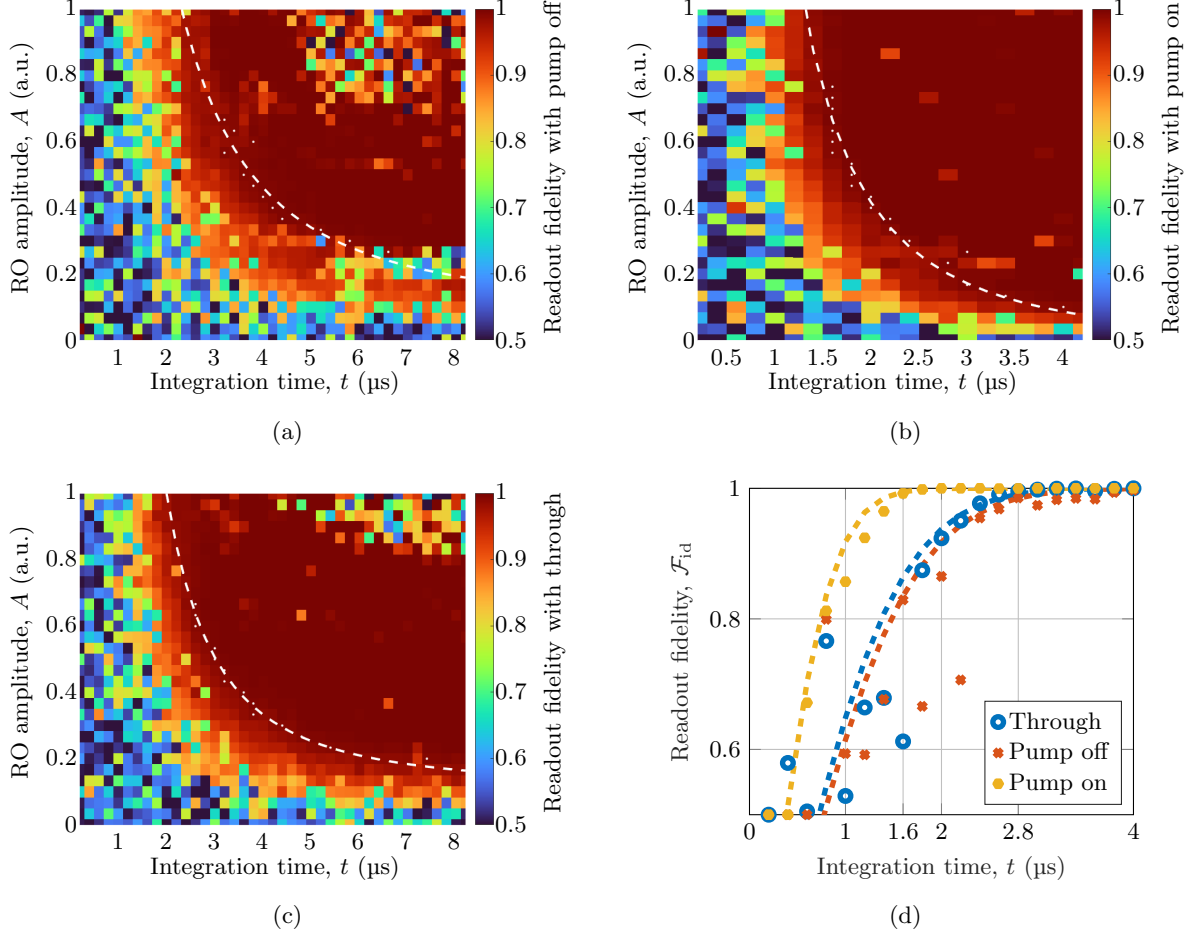 1
0.8
0.6
0.4
0.2
0
RO amplitude, A (a.u.)
1 2 3 4 5 6 7 8
Integration time, t (µs)
1
0.9
0.8
0.7
0.6
0.5
Readout fidelity with pump off
(a)
1
0.8
0.6
0.4
0.2
0
RO amplitude, A (a.u.)
0.5 1 1.5 2 2.5 3 3.5 4
Integration time, t (µs)
1
0.9
0.8
0.7
0.6
0.5
Readout fidelity with pump on
(b)
1
0.8
0.6
0.4
0.2
0
RO amplitude, A (a.u.)
1 2 3 4 5 6 7 8
Integration time, t (µs)
1
0.9
0.8
0.7
0.6
0.5
Readout fidelity with through
(c)
1
0.8
0.6
Readout fidelity, ℱid
Through
Pump off
Pump on
0 1 1.6 2 2.8 4
Integration time, t (µs)
(d)